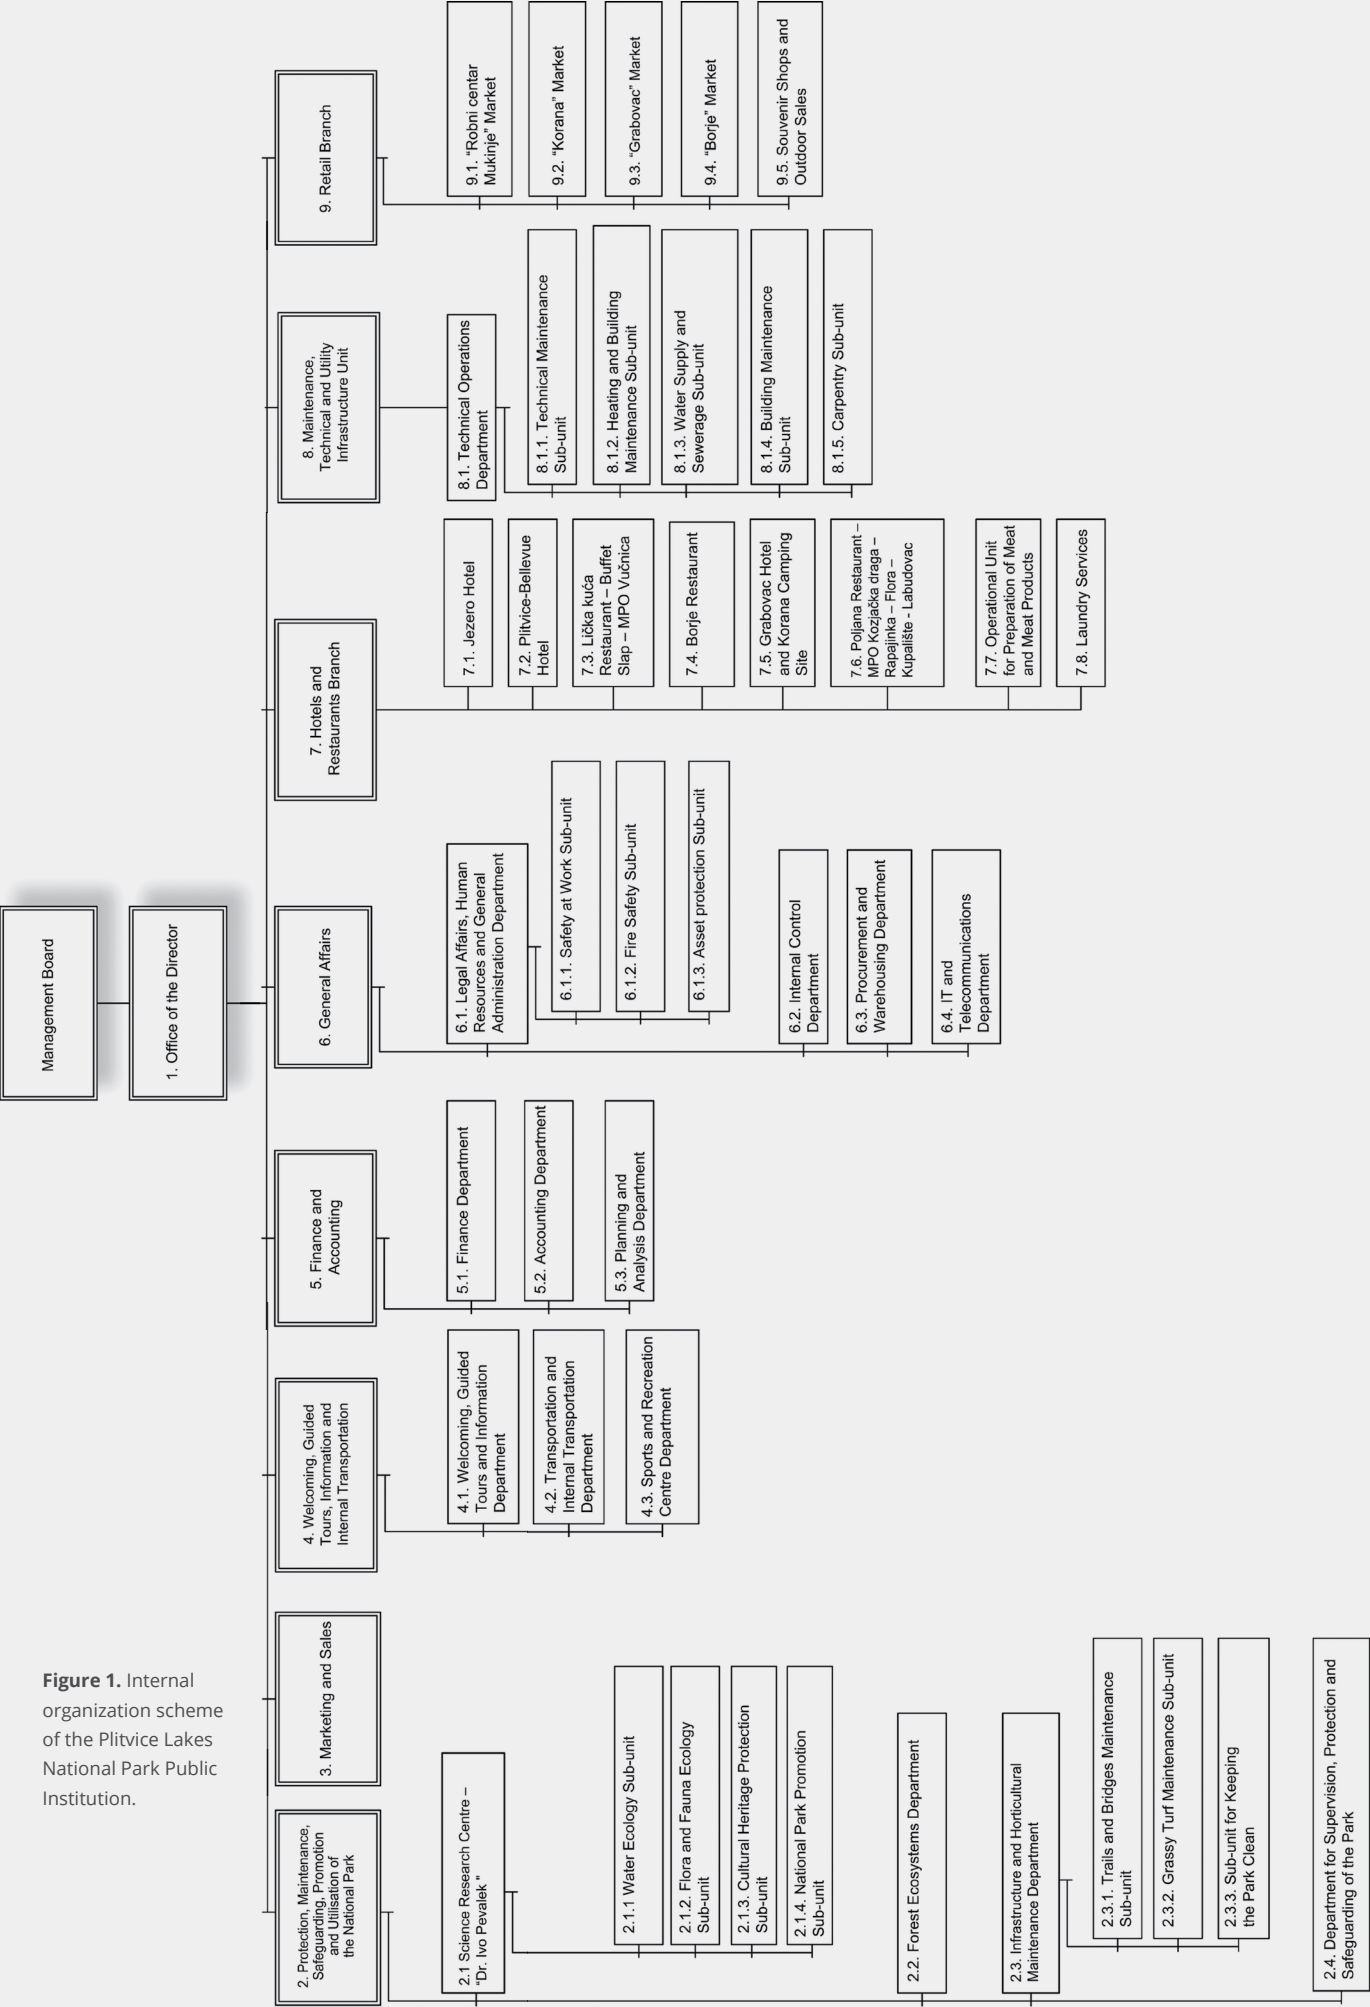 Management Board
1. Office of the Director
2. Protection, Maintenance,
Safeguarding, Promotion
and Utilisation of
the National Park
2.1 Science Research Centre –
“Dr. Ivo Pevalek "
2.1.1 Water Ecology Sub-unit
2.1.2. Flora and Fauna Ecology
Sub-unit
2.1.3. Cultural Heritage Protection
Sub-unit
2.1.4. National Park Promotion
Sub-unit
2.2. Forest Ecosystems Department
2.3. Infrastructure and Horticultural
Maintenance Department
2.3.1. Trails and Bridges Maintenance
Sub-unit
2.3.2. Grassy Turf Maintenance Sub-unit
2.3.3. Sub-unit for Keeping
the Park Clean
2.4. Department for Supervision, Protection and
Safeguarding of the Park
3. Marketing and Sales
4. Welcoming, Guided
Tours, Information and
Internal Transportation
4.1. Welcoming, Guided
Tours and Information
Department
4.2. Transportation and
Internal Transportation
Department
4.3. Sports and Recreation
Centre Department
5. Finance and
Accounting
5.1. Finance Department
5.2. Accounting Department
5.3. Planning and
Analysis Department
6. General Affairs
6.1. Legal Affairs, Human
Resources and General
Administration Department
6.1.1. Safety at Work Sub-unit
6.1.2. Fire Safety Sub-unit
6.1.3. Asset protection Sub-unit
6.2. Internal Control
Department
6.3. Procurement and
Warehousing Department
6.4. IT and
Telecommunications
Department
7. Hotels and
Restaurants Branch
7.1. Jezero Hotel
7.2. Plitvice-Bellevue
Hotel
7.3. Lička kuća
Restaurant – Buffet
Slap – MPO Vučnica
7.4. Borje Restaurant
7.5. Grabovac Hotel
and Korana Camping
Site
7.6. Poljana Restaurant –
MPO Kozjačka draga –
Rapajinka – Flora –
Kupalište - Labudovac
7.7. Operational Unit
for Preparation of Meat
and Meat Products
7.8. Laundry Services
8. Maintenance,
Technical and Utility
Infrastructure Unit
8.1. Technical Operations
Department
8.1.1. Technical Maintenance
Sub-unit
8.1.2. Heating and Building
Maintenance Sub-unit
8.1.3. Water Supply and
Sewerage Sub-unit
8.1.4. Building Maintenance
Sub-unit
8.1.5. Carpentry Sub-unit
9. Retail Branch
9.1. “Robni centar
Mukinje” Market
9.2. “Korana” Market
9.3. “Grabovac” Market
9.4. “Borje” Market
9.5. Souvenir Shops and
Outdoor Sales
Figure 1. Internal
organization scheme
of the Plitvice Lakes
National Park Public
Institution.